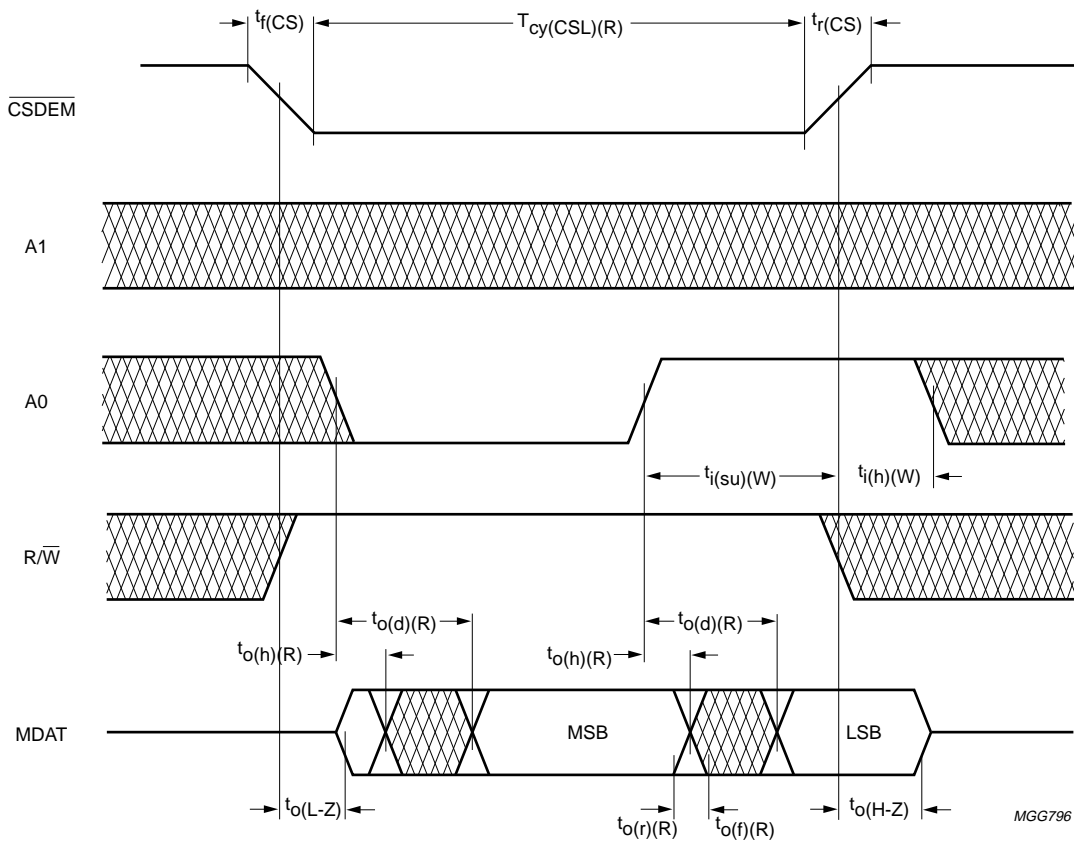 tf(CS)
Tcy(CSL)(R)
tr(CS)
C̅S̅D̅E̅M̅
A1
A0
ti(su)(W)
ti(h)(W)
R/W̅
to(d)(R)
to(d)(R)
to(h)(R)
to(h)(R)
MDAT
MSB
LSB
to(L-Z)
to(r)(R)
to(f)(R)
to(H-Z)
MGG796